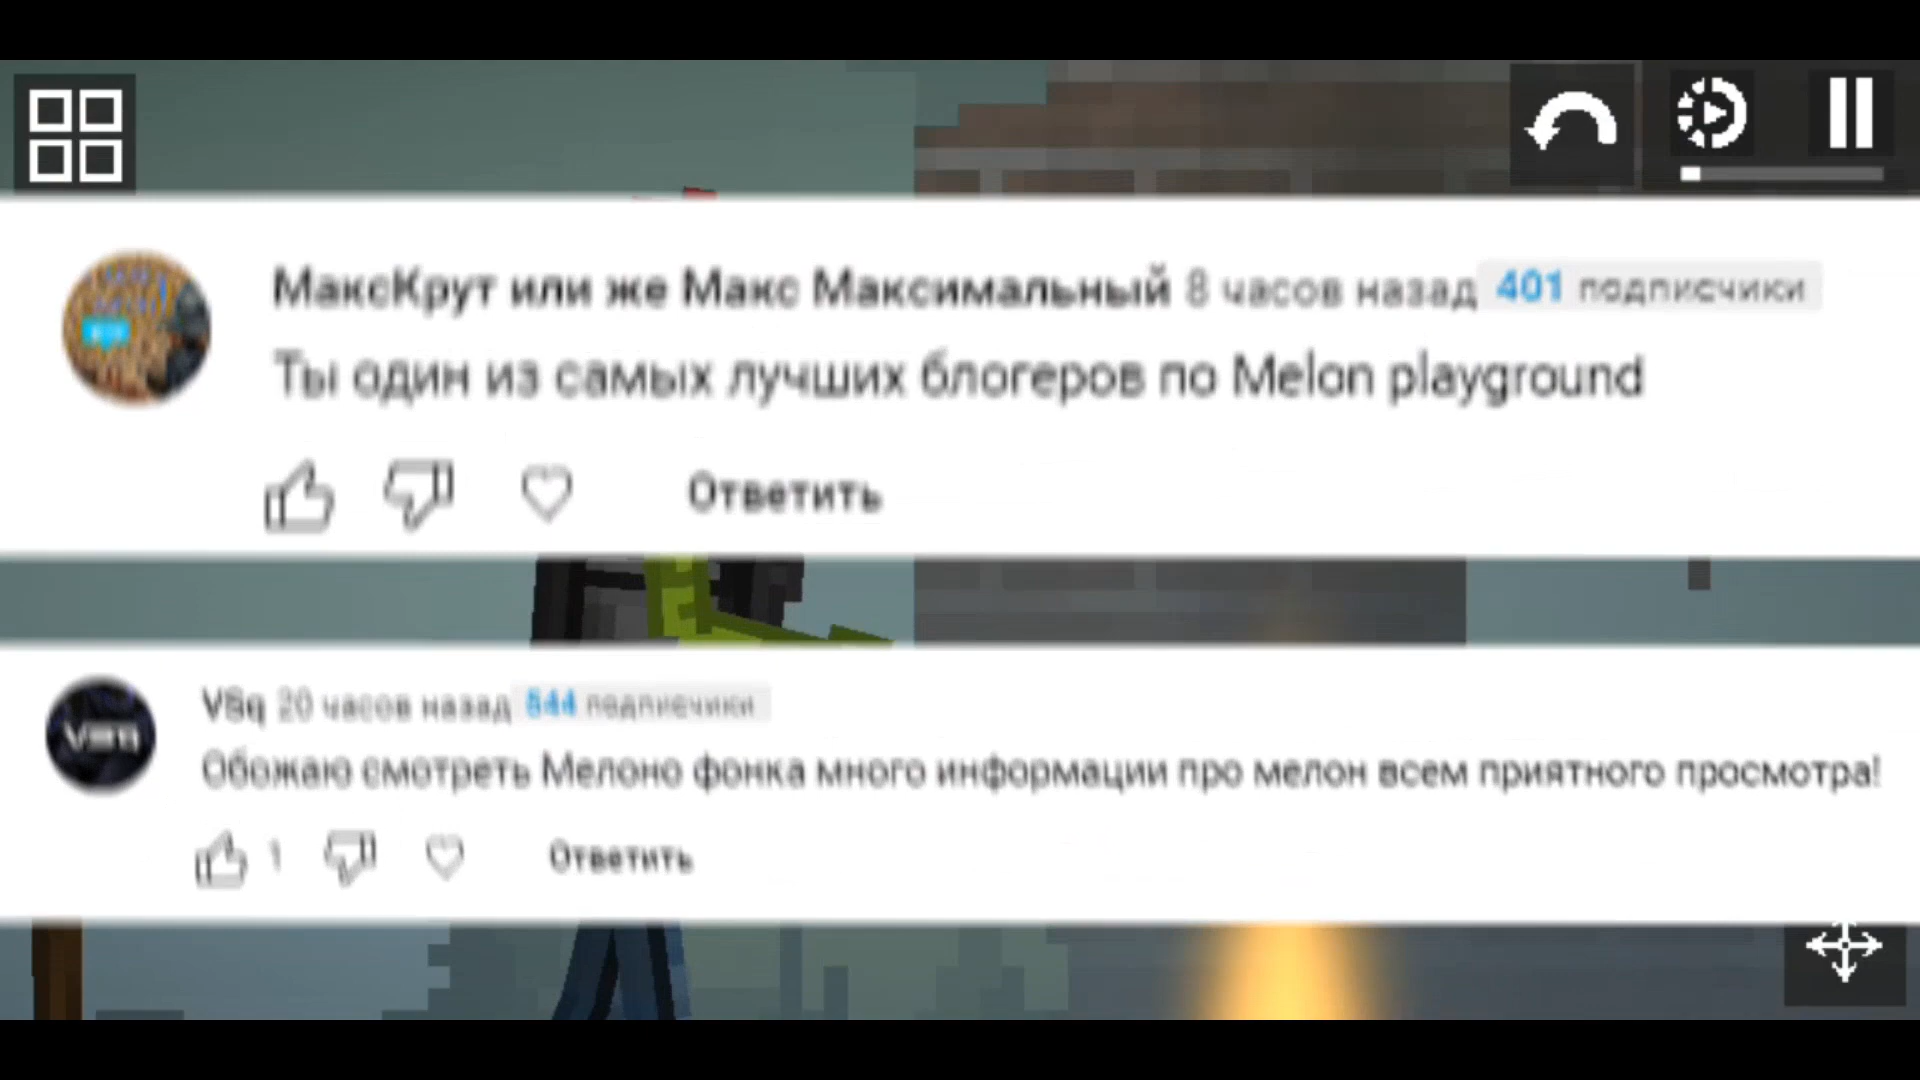 МаксКрут или же Макс Максимальный 8 часов назад 401 подписчики
Ты один из самых лучших блогеров по Melon playground
Ответить
VSq
VSq 20 часов назад 544 подписчики
Обожаю смотреть Мелоно фонка много информации про мелон всем приятного просмотра!
1 Ответить